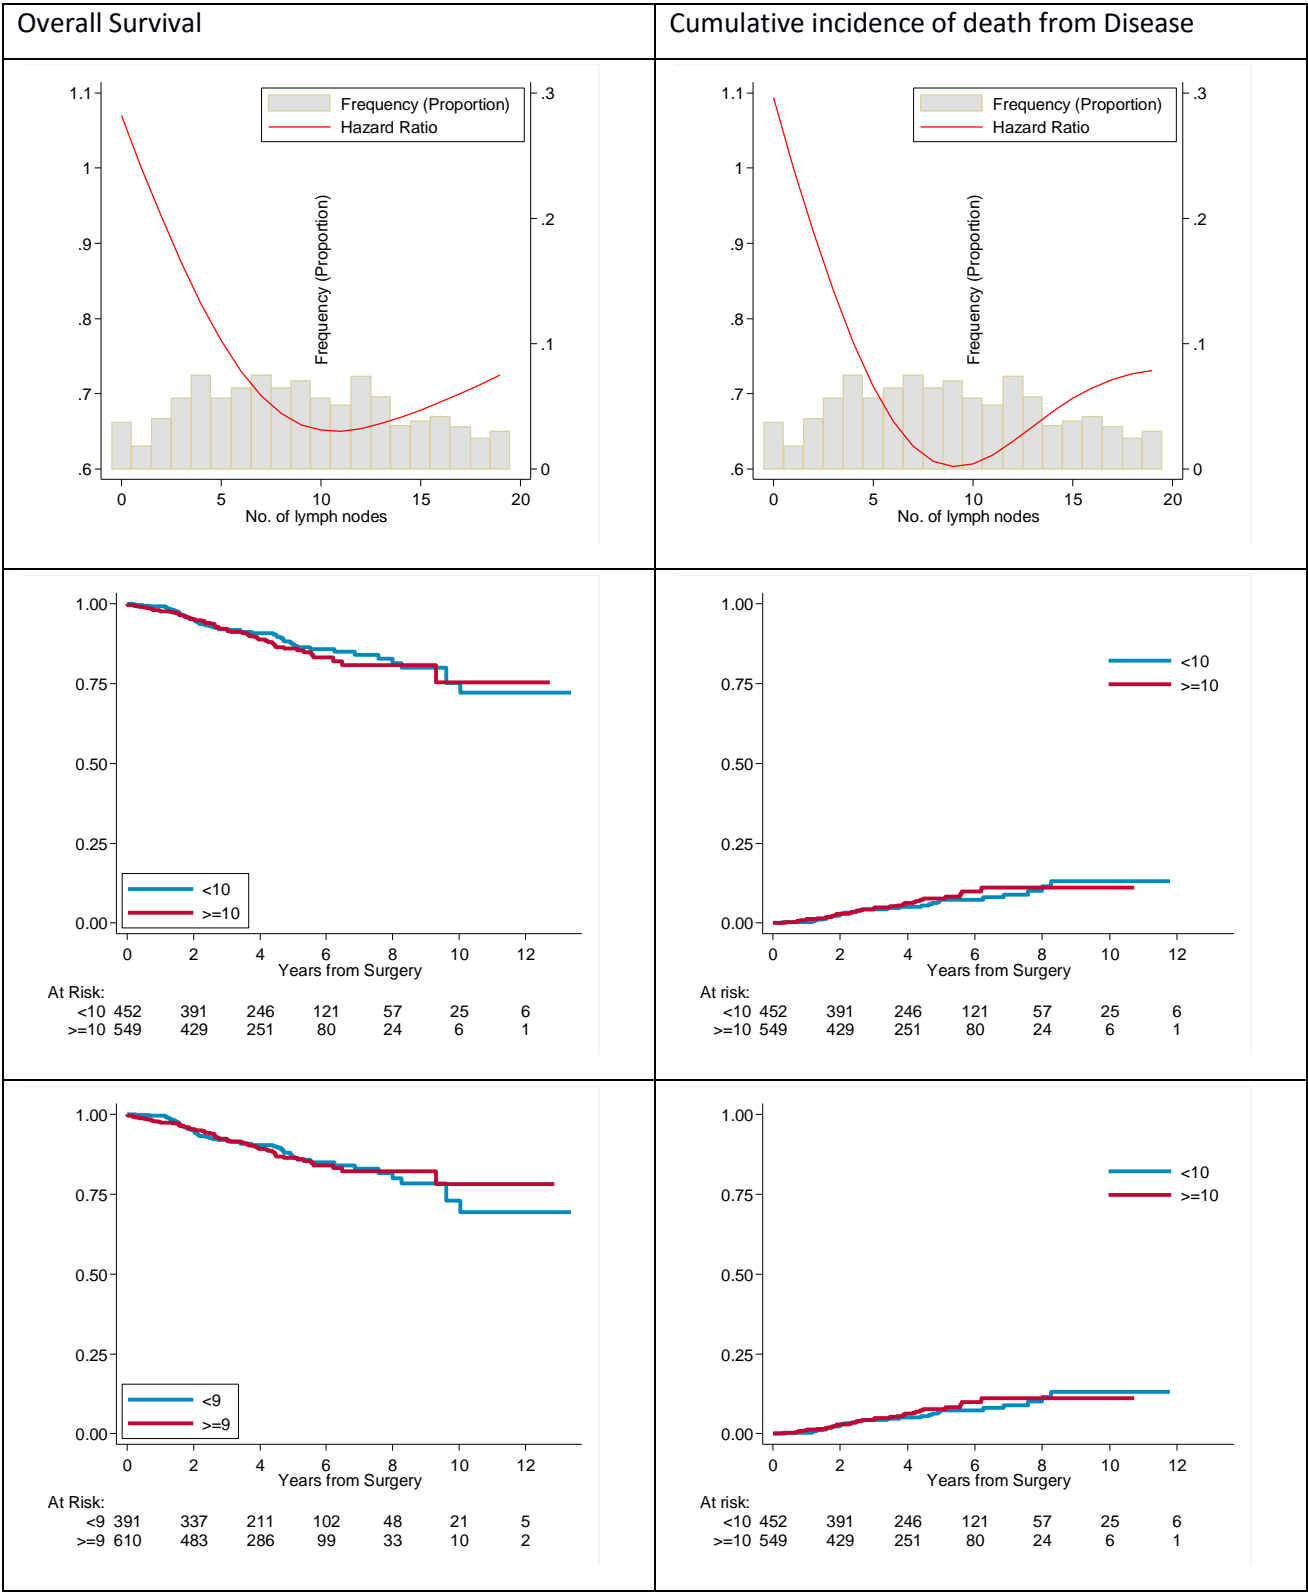 Overall Survival
Cumulative incidence of death from Disease
1.1
1
.9
.8
.7
.6
Frequency (Proportion)
Hazard Ratio
Frequency (Proportion)
.3
.2
.1
0
0 5 10 15 20
No. of lymph nodes
1.1
1
.9
.8
.7
.6
Frequency (Proportion)
Hazard Ratio
Frequency (Proportion)
.3
.2
.1
0
0 5 10 15 20
No. of lymph nodes
1.00
0.75
0.50
0.25
0.00
<10
>=10
0 2 4 6 8 10 12
Years from Surgery
At Risk:
<10 452 391 246 121 57 25 6
>=10 549 429 251 80 24 6 1
1.00
0.75
0.50
0.25
0.00
<10
>=10
0 2 4 6 8 10 12
Years from Surgery
At risk:
<10 452 391 246 121 57 25 6
>=10 549 429 251 80 24 6 1
1.00
0.75
0.50
0.25
0.00
<9
>=9
0 2 4 6 8 10 12
Years from Surgery
At Risk:
<9 391 337 211 102 48 21 5
>=9 610 483 286 99 33 10 2
1.00
0.75
0.50
0.25
0.00
<10
>=10
0 2 4 6 8 10 12
Years from Surgery
At risk:
<10 452 391 246 121 57 25 6
>=10 549 429 251 80 24 6 1